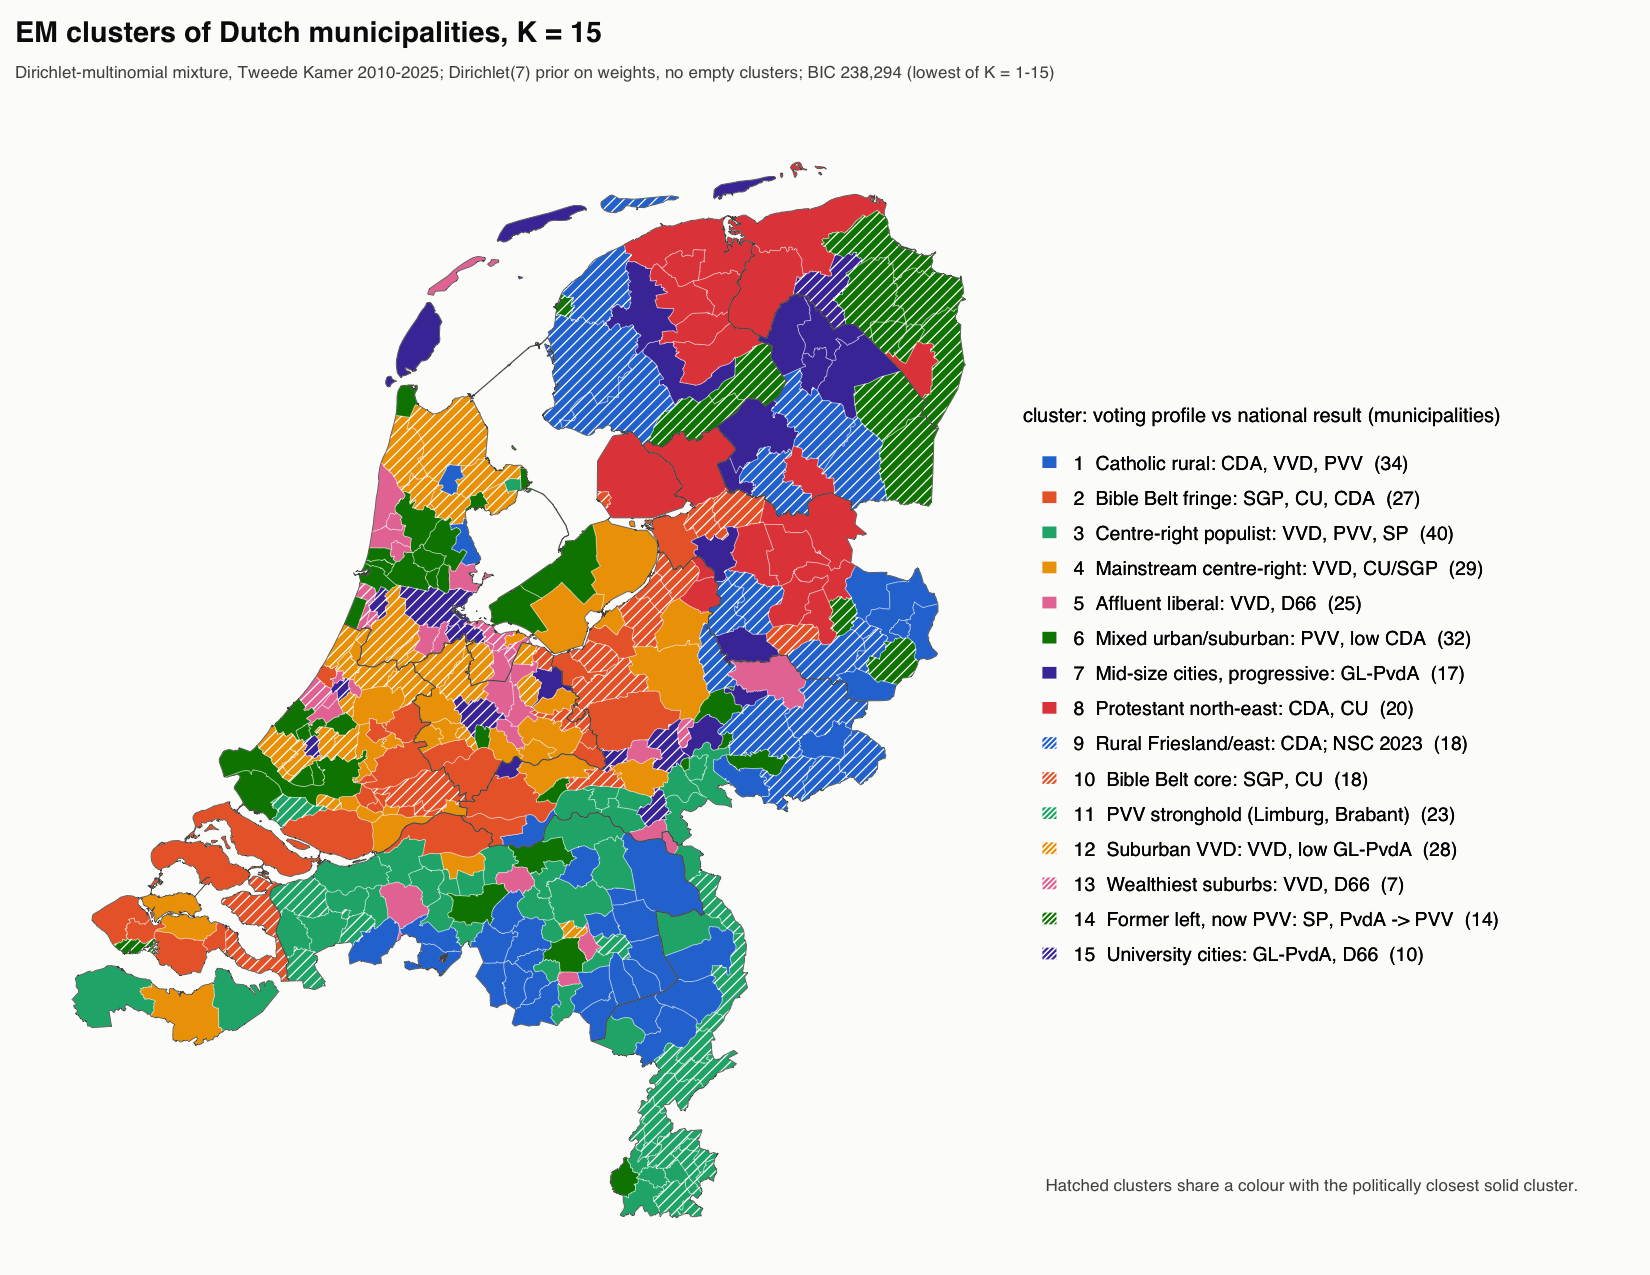 EM clusters of Dutch municipalities, K = 15
Dirichlet-multinomial mixture, Tweede Kamer 2010-2025; Dirichlet(7) prior on weights, no empty clusters; BIC 238,294 (lowest of K = 1-15)
cluster: voting profile vs national result (municipalities)
1 Catholic rural: CDA, VVD, PVV (34)
2 Bible Belt fringe: SGP, CU, CDA (27)
3 Centre-right populist: VVD, PVV, SP (40)
4 Mainstream centre-right: VVD, CU/SGP (29)
5 Affluent liberal: VVD, D66 (25)
6 Mixed urban/suburban: PVV, low CDA (32)
7 Mid-size cities, progressive: GL-PvdA (17)
8 Protestant north-east: CDA, CU (20)
9 Rural Friesland/east: CDA; NSC 2023 (18)
10 Bible Belt core: SGP, CU (18)
11 PVV stronghold (Limburg, Brabant) (23)
12 Suburban VVD: VVD, low GL-PvdA (28)
13 Wealthiest suburbs: VVD, D66 (7)
14 Former left, now PVV: SP, PvdA -> PVV (14)
15 University cities: GL-PvdA, D66 (10)
Hatched clusters share a colour with the politically closest solid cluster.